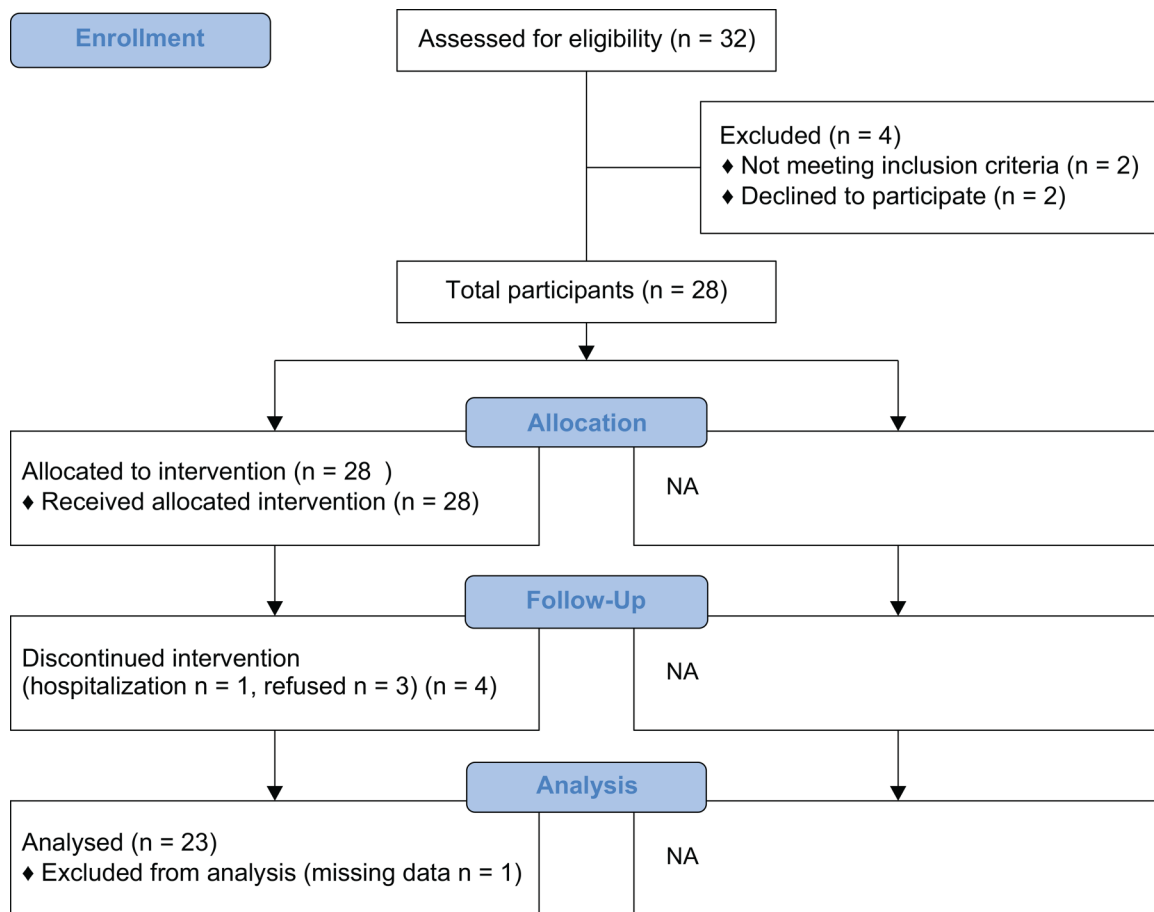 Enrollment
Assessed for eligibility (n = 32)
Excluded (n = 4)
♦ Not meeting inclusion criteria (n = 2)
♦ Declined to participate (n = 2)
Total participants (n = 28)
Allocation
Allocated to intervention (n = 28 )
♦ Received allocated intervention (n = 28)
NA
Follow-Up
Discontinued intervention
(hospitalization n = 1, refused n = 3) (n = 4)
NA
Analysis
Analysed (n = 23)
♦ Excluded from analysis (missing data n = 1)
NA